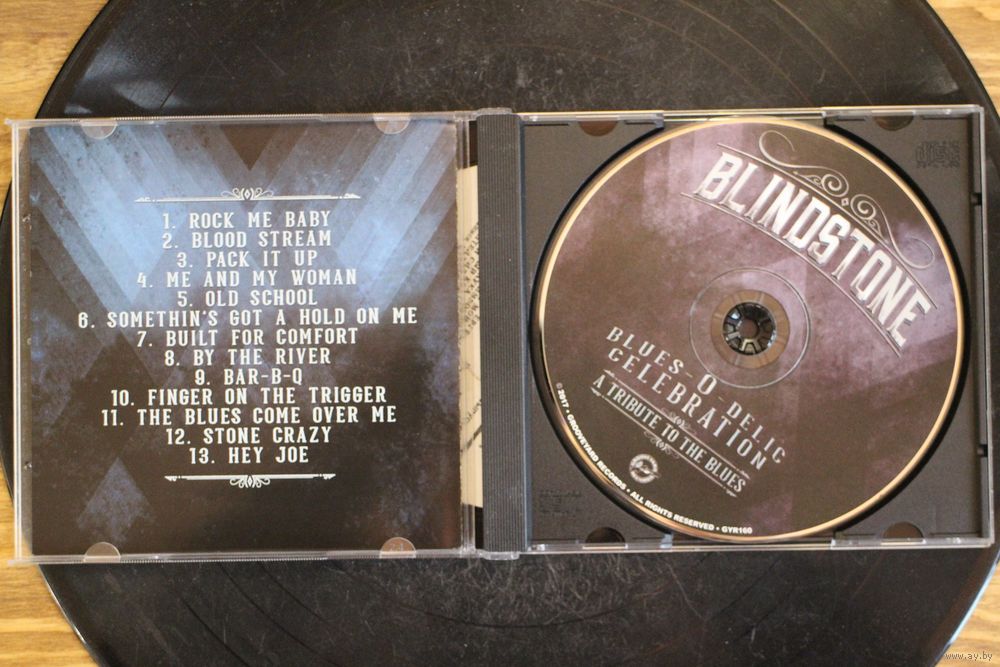 1. ROCK ME BABY
2. BLOOD STREAM
3. PACK IT UP
4. ME AND MY WOMAN
5. OLD SCHOOL
6. SOMETHIN'S GOT A HOLD ON ME
7. BUILT FOR COMFORT
8. BY THE RIVER
9. BAR-B-Q
10. FINGER ON THE TRIGGER
11. THE BLUES COME OVER ME
12. STONE CRAZY
13. HEY JOE
BLINDSTONE
BLUES-O-DELIC
CELEBRATION
A TRIBUTE TO THE BLUES
©2017 • GROOVEYARD RECORDS • ALL RIGHTS RESERVED • GYR160
www.ay.by